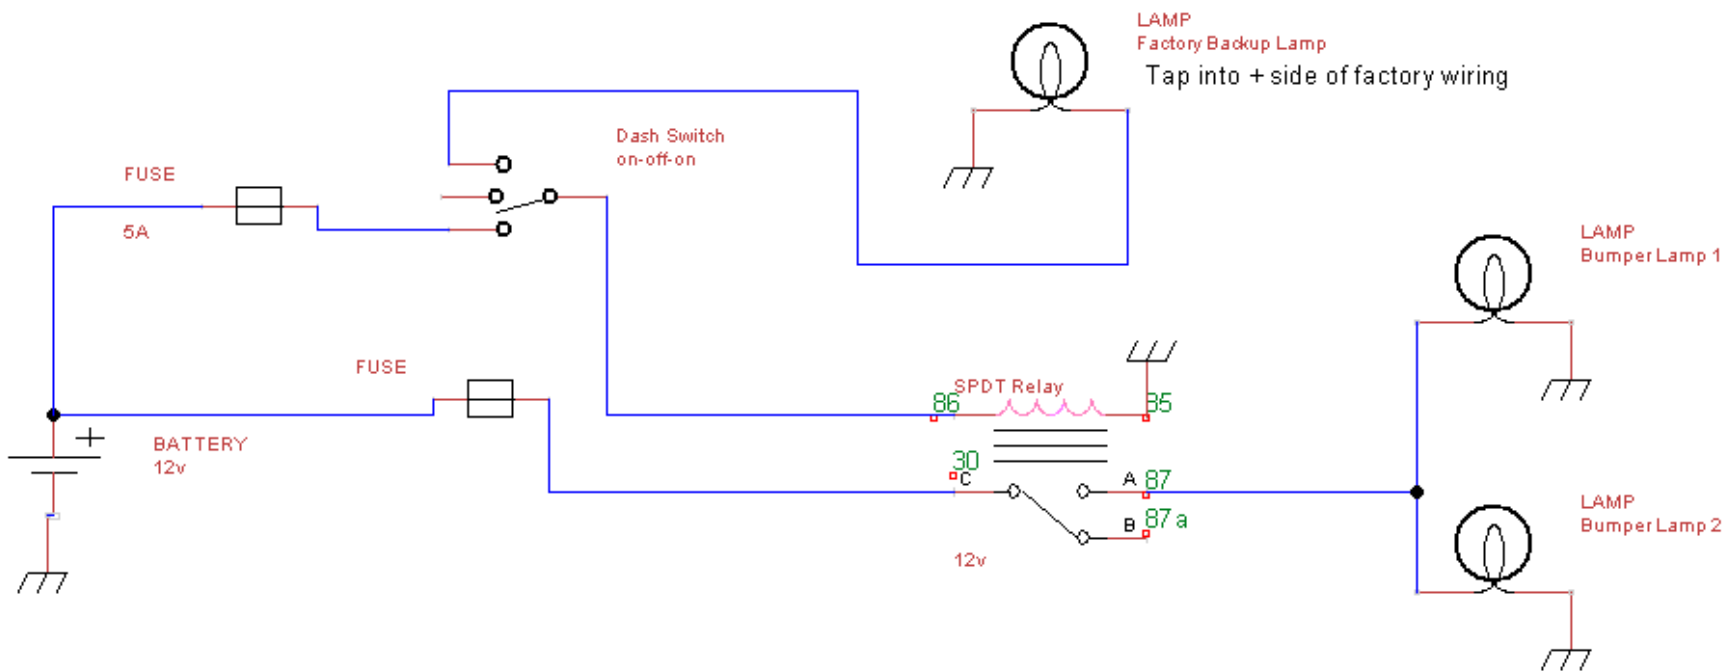 LAMP
Factory Backup Lamp
Tap into + side of factory wiring
Dash Switch
on-off-on
FUSE
5A
LAMP
Bumper Lamp 1
FUSE
SPDT Relay
86
85
+
BATTERY
12v
30
C
A
87
B
87a
12v
LAMP
Bumper Lamp 2